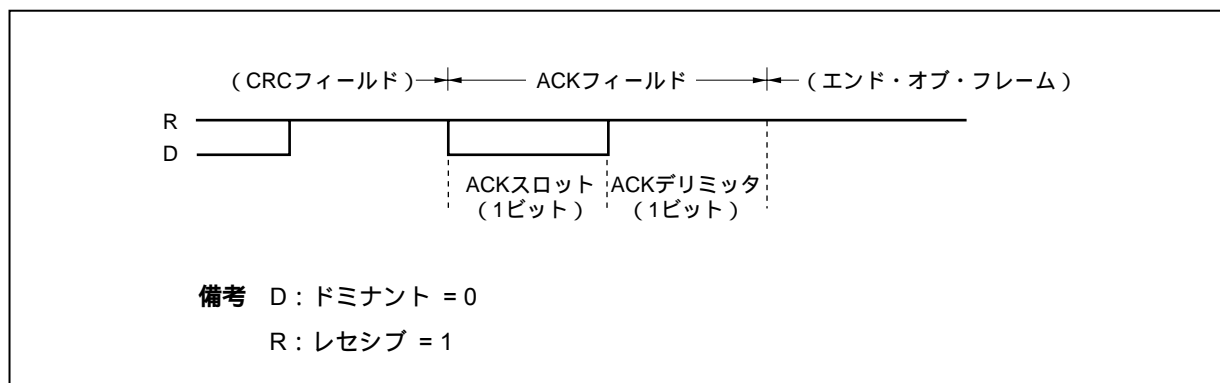 （CRCフィールド） ACKフィールド （エンド・オブ・フレーム）
R
D
ACKスロット ACKデリミッタ
（1ビット） （1ビット）
備考 D：ドミナント = 0
R：レセシブ = 1